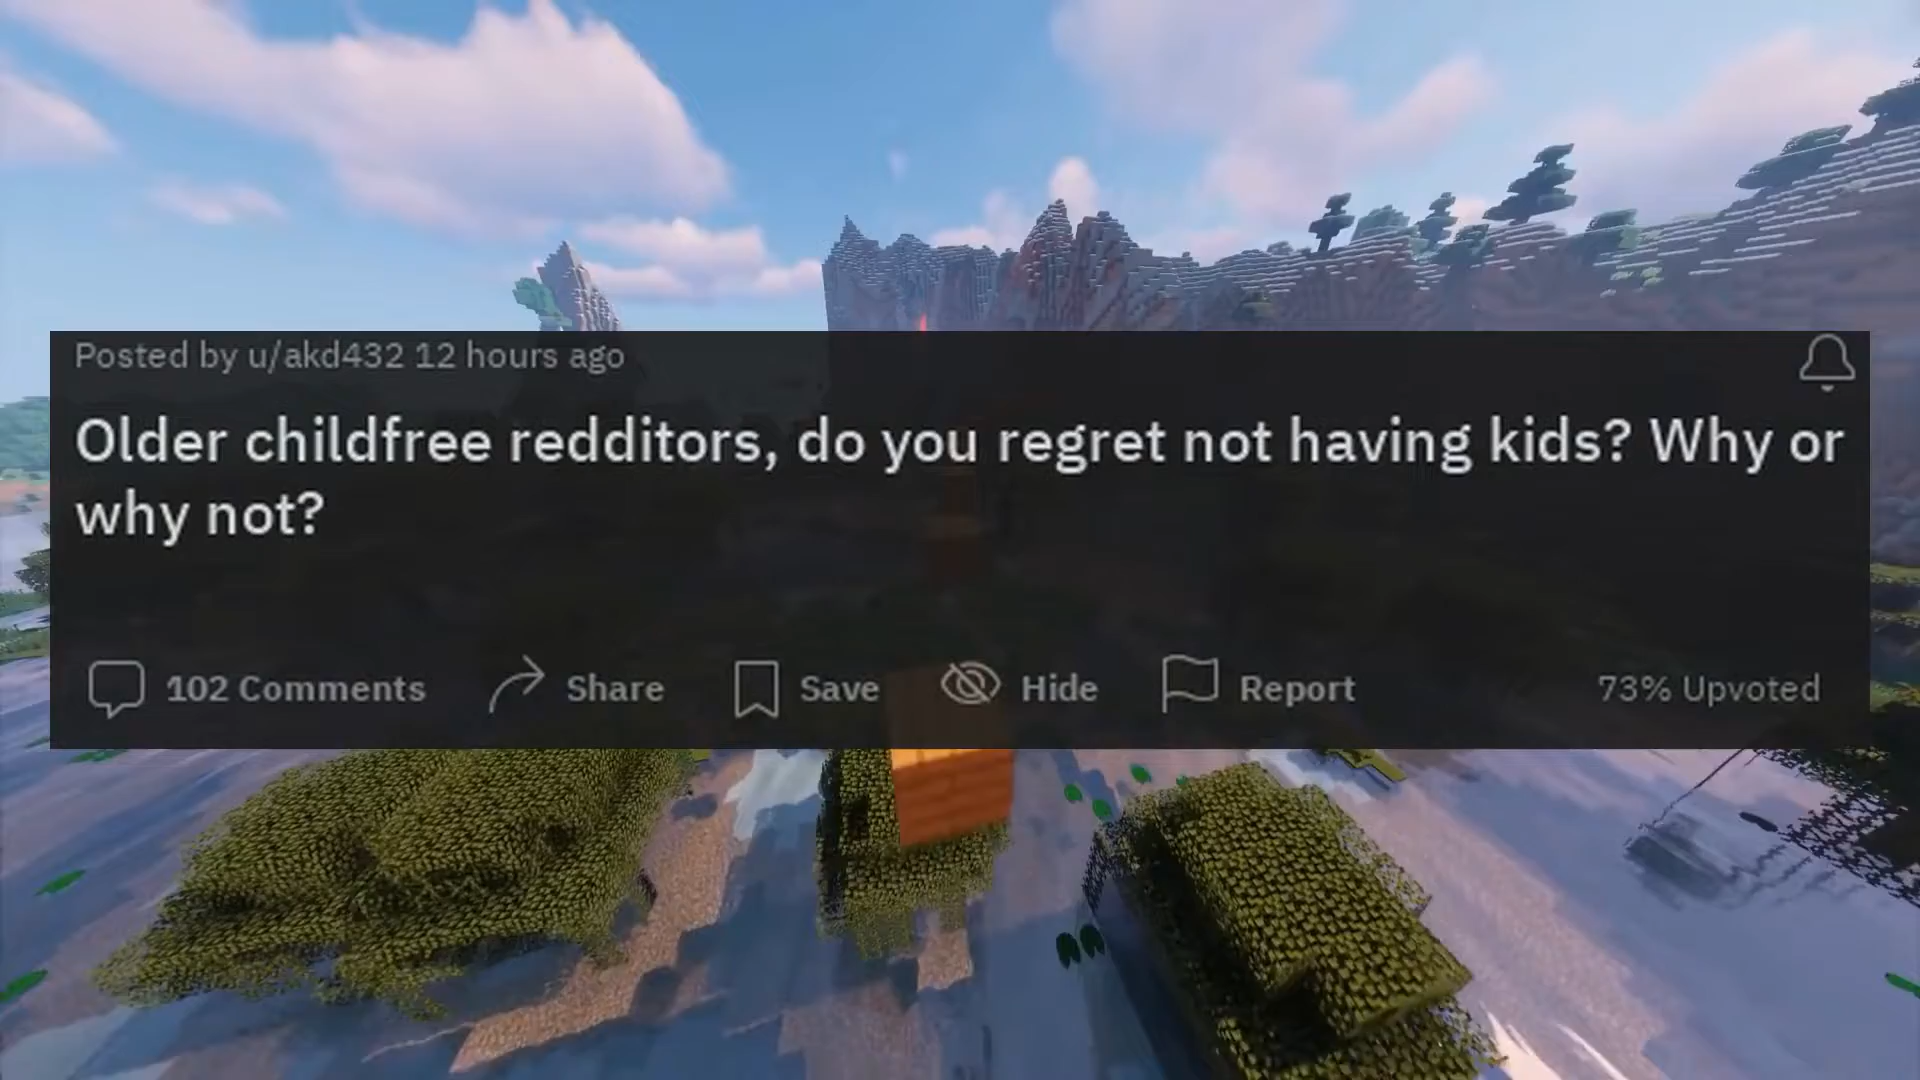 Posted by u/akd432 12 hours ago
Older childfree redditors, do you regret not having kids? Why or
why not?
102 Comments Share Save Hide Report 73% Upvoted